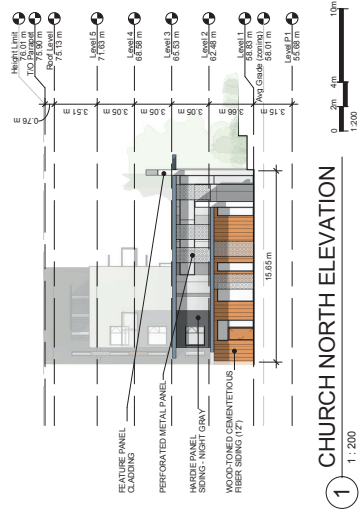 Height Limit
76.01 m
T/O Parapet
75.90 m
Roof Level
75.13 m
Level 5
71.63 m
Level 4
68.58 m
Level 3
65.53 m
Level 2
62.48 m
Level 1
58.83 m
Avg Grade (zoning)
58.01 m
Level P1
55.68 m
0.76 m
3.51 m
3.05 m
3.05 m
3.05 m
3.66 m
3.15 m
15.65 m
FEATURE PANEL
CLADDING
PERFORATED METAL PANEL
HARDIE PANEL
SIDING - NIGHT GRAY
WOOD-TONED CEMENTETIOUS
FIBER SIDING (12")
1
CHURCH NORTH ELEVATION
1 : 200
0
2m
4m
10m
1:200